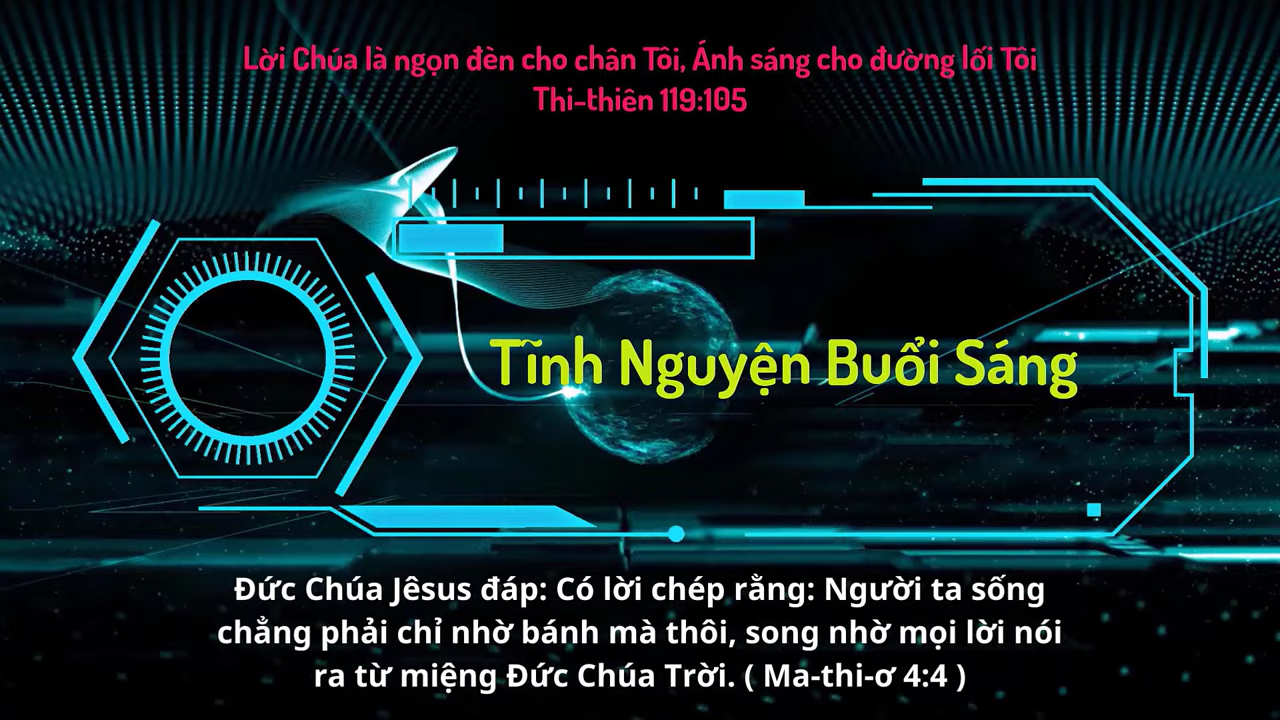 Lời Chúa là ngọn đèn cho chân Tôi, Ánh sáng cho đường lối Tôi
Thi-thiên 119:105
Tĩnh Nguyện Buổi Sáng
Đức Chúa Jêsus đáp: Có lời chép rằng: Người ta sống
chẳng phải chỉ nhờ bánh mà thôi, song nhờ mọi lời nói
ra từ miệng Đức Chúa Trời. ( Ma-thi-ơ 4:4 )